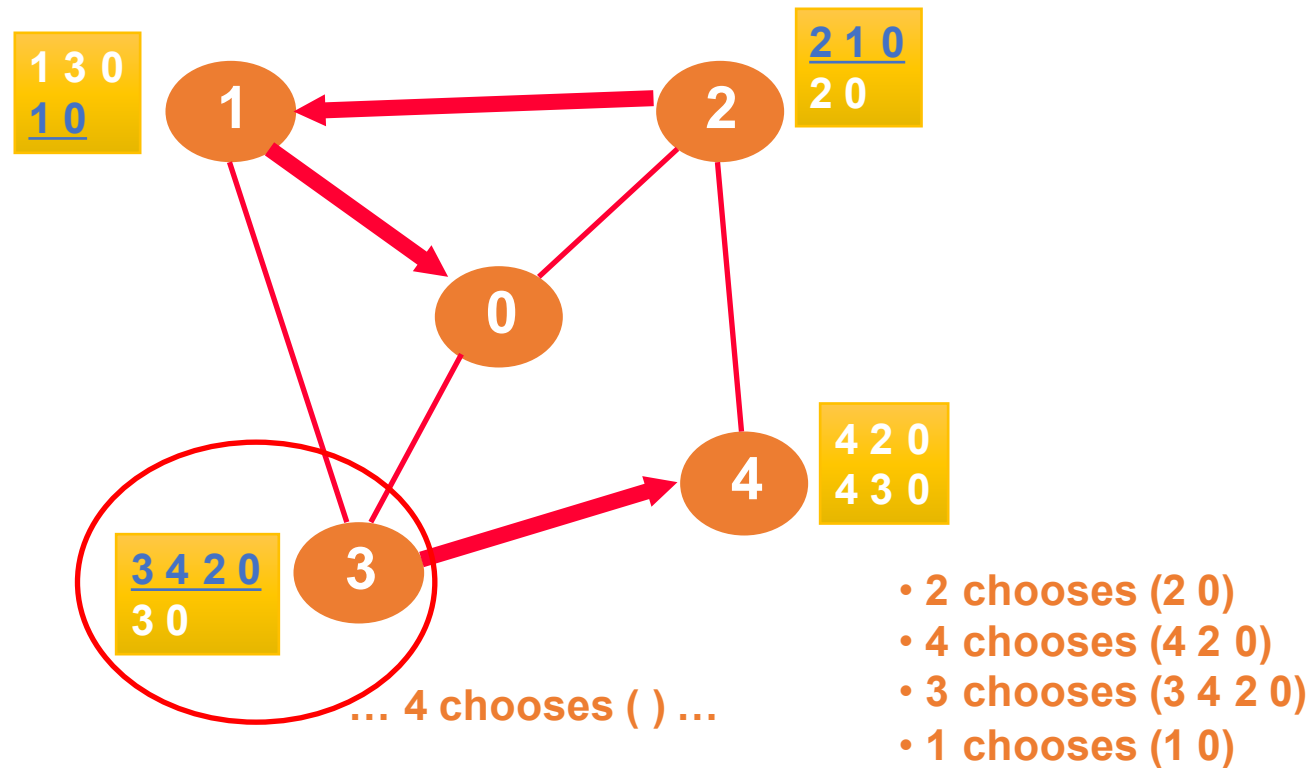 1 3 0
1 0
1
2
2 1 0
2 0
0
4 2 0
4 3 0
4
3 4 2 0
3 0
3
… 4 chooses ( ) …
• 2 chooses (2 0)
• 4 chooses (4 2 0)
• 3 chooses (3 4 2 0)
• 1 chooses (1 0)